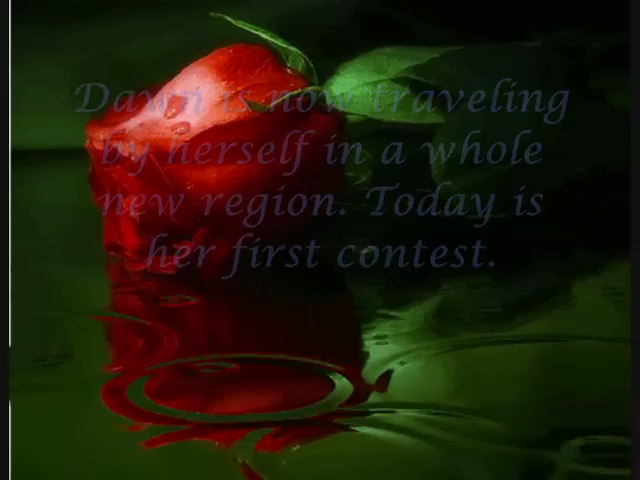 Dawn is now traveling
by herself in a whole
new region. Today is
her first contest.